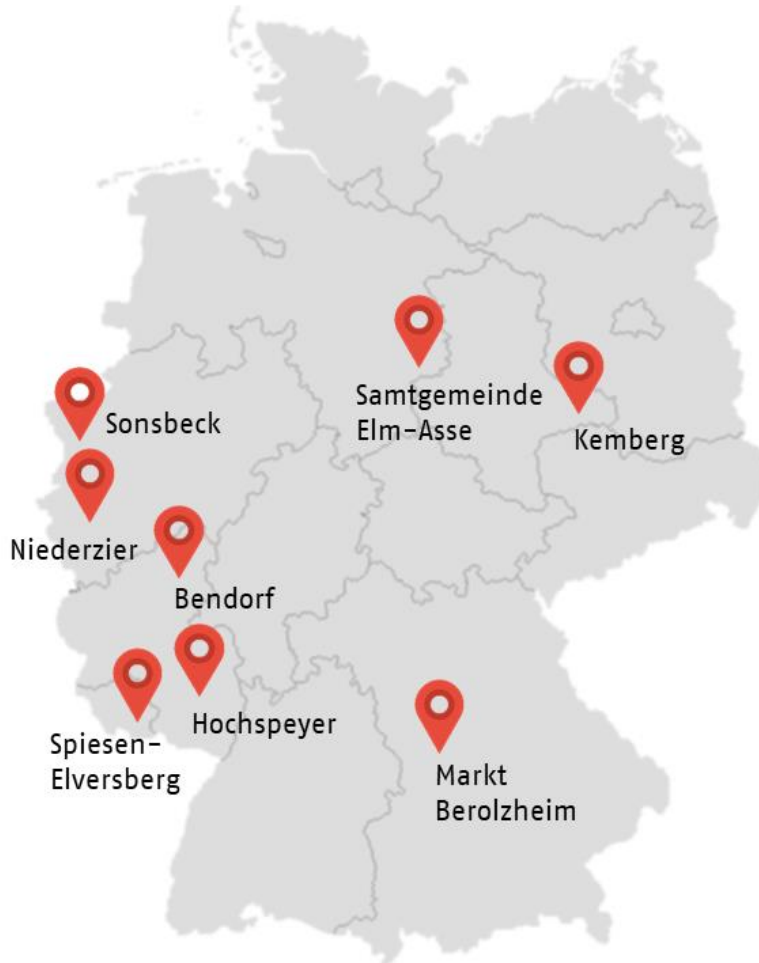 Samtgemeinde
Elm-Asse
Sonsbeck
Kemberg
Niederzier
Bendorf
Hochspeyer
Spiesen-
Elversberg
Markt
Berolzheim